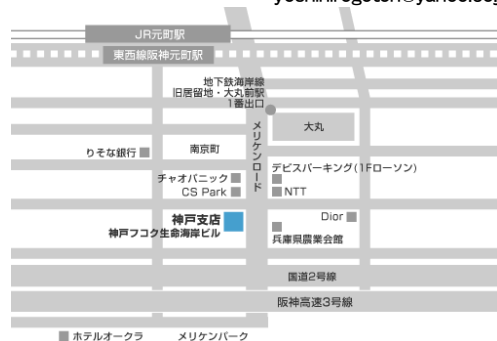 JR元町駅
東西線阪神元町駅
地下鉄海岸線
旧居留地・大丸前駅
1番出口
大丸
メリケンロード
南京町
りそな銀行
デビスパーキング(1Fローソン)
チャオパニック
CS Park
NTT
神戸支店
神戸フコク生命海岸ビル
Dior
兵庫県農業会館
国道2号線
阪神高速3号線
ホテルオークラ
メリケンパーク